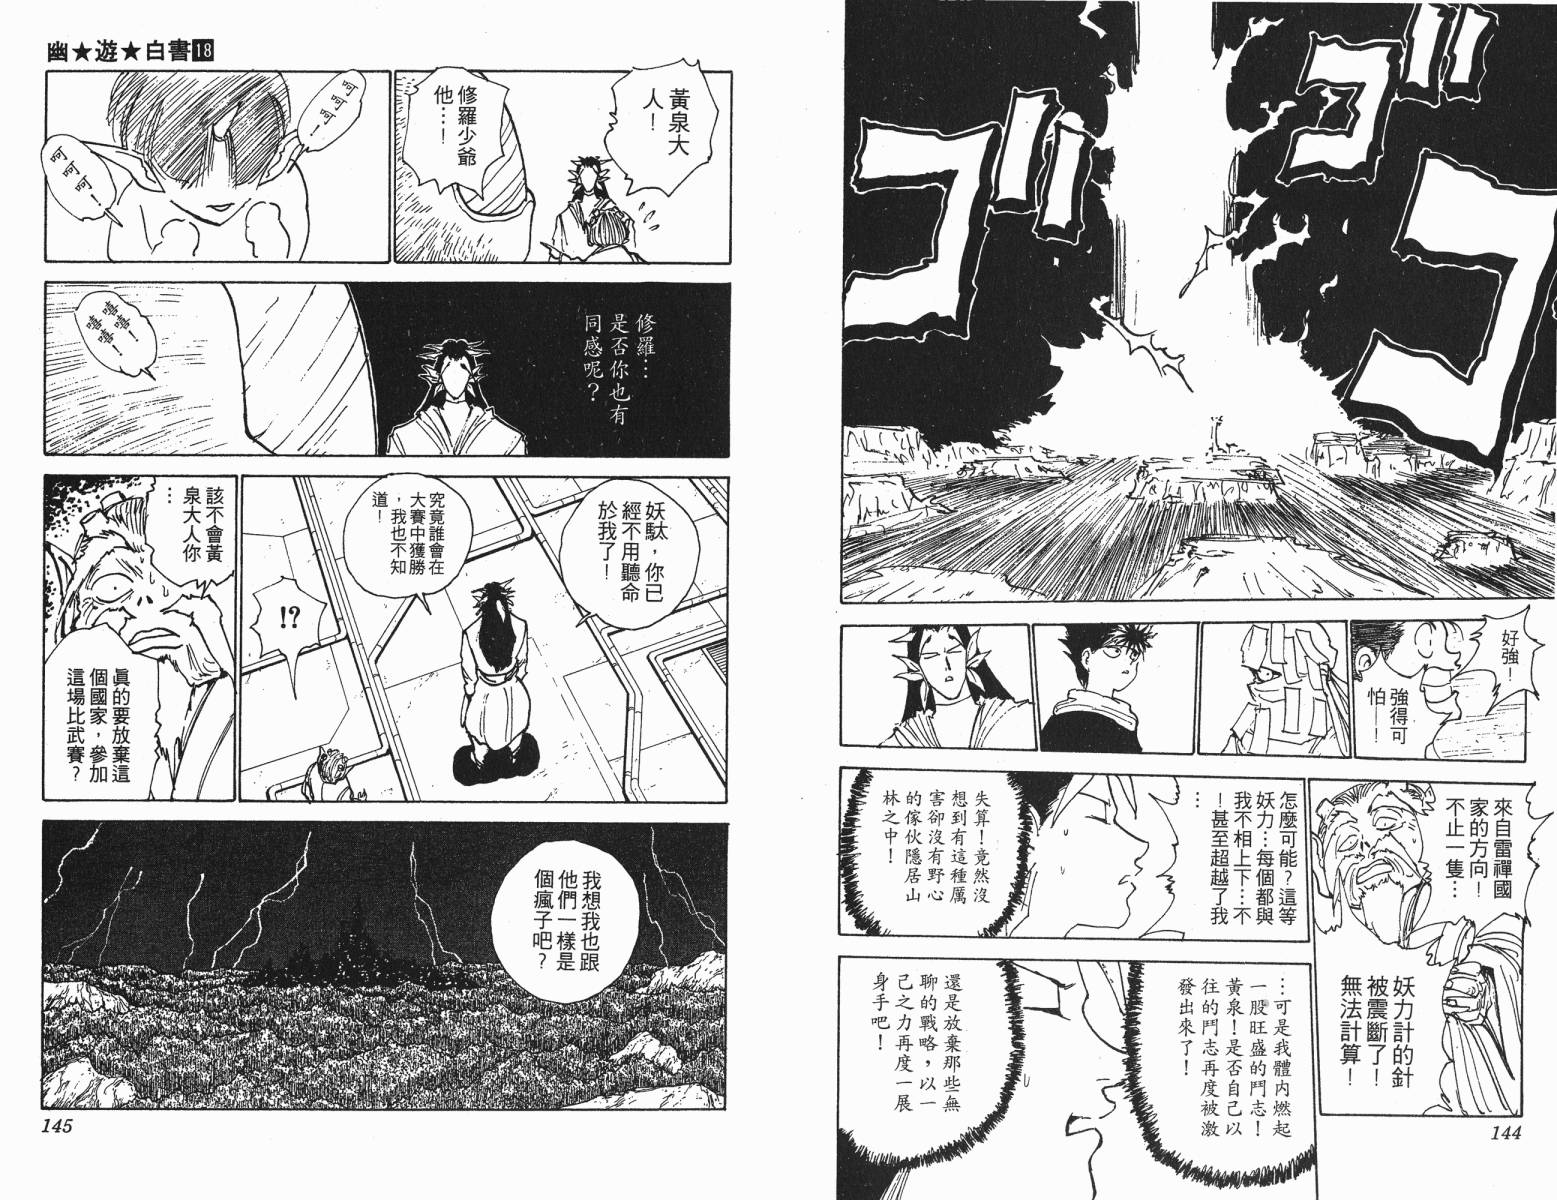 ゴゴゴゴ
好強！
強得可
怕——！
來自雷禪國
家的方向！
不止一隻…
妖力計的針
被震斷了！
無法計算！
怎麼可能？這等
妖力…每個都與
我不相上下…不
！甚至超越了我
…
失算！竟然沒
想到有這種厲
害卻沒有野心
的傢伙隱居山
林之中！
…可是我體內燃起
一股旺盛的鬥志！
黃泉！是否自己以
往的鬥志再度被激
發出來了！
還是放棄那些無
聊的戰略，以一
己之力再度一展
身手吧！
144
幽★遊★白書18
黃泉大
人！
修羅少爺
他…！
呵呵呵！
呵呵呵！
修羅…
是否你也有
同感呢？
嘻嘻！
嘻嘻嘻！
妖駄，你已
經不用聽命
於我了！
究竟誰會在
大賽中獲勝
，我也不知
道！
!?
該不會黃
泉大人你
…
眞的要放棄這
個國家，參加
這場比武賽？
我想我也跟
他們一樣是
個瘋子吧？
145